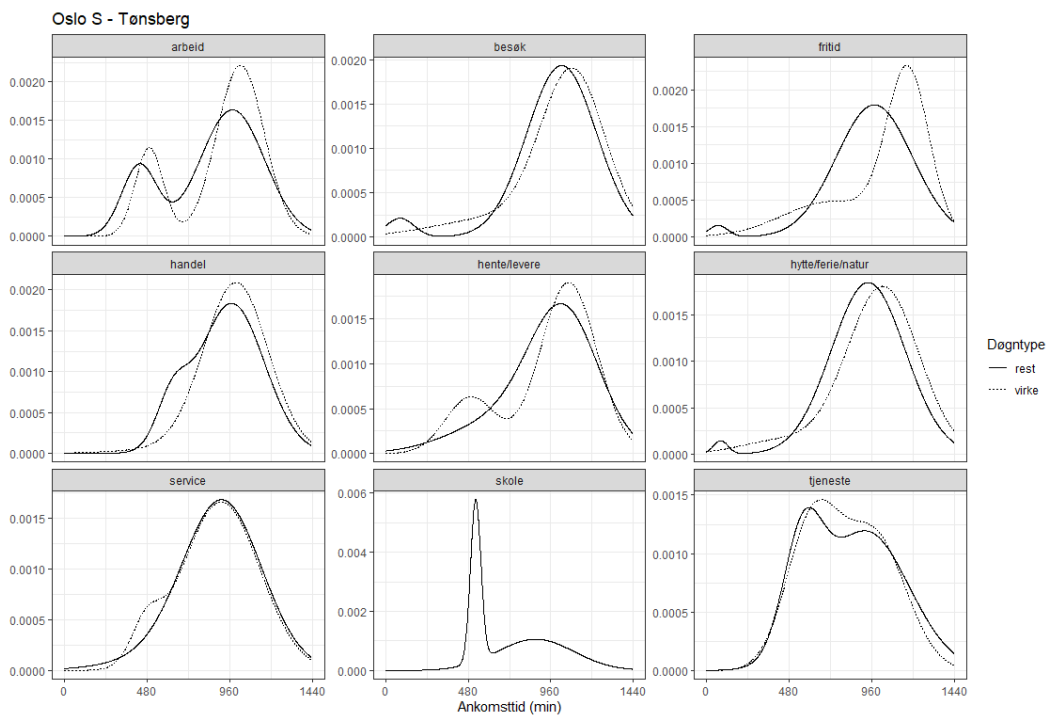 Oslo S - Tønsberg
arbeid
besøk
fritid
0.0020
0.0015
0.0010
0.0005
0.0000
0.0020
0.0015
0.0010
0.0005
0.0000
0.0020
0.0015
0.0010
0.0005
0.0000
handel
hente/levere
hytte/ferie/natur
0.0020
0.0015
0.0010
0.0005
0.0000
0.0015
0.0010
0.0005
0.0000
0.0015
0.0010
0.0005
0.0000
service
skole
tjeneste
0.0015
0.0010
0.0005
0.0000
0.006
0.004
0.002
0.000
0.0015
0.0010
0.0005
0.0000
0 480 960 1440
0 480 960 1440
0 480 960 1440
Ankomsttid (min)
Døgntype
rest
virke